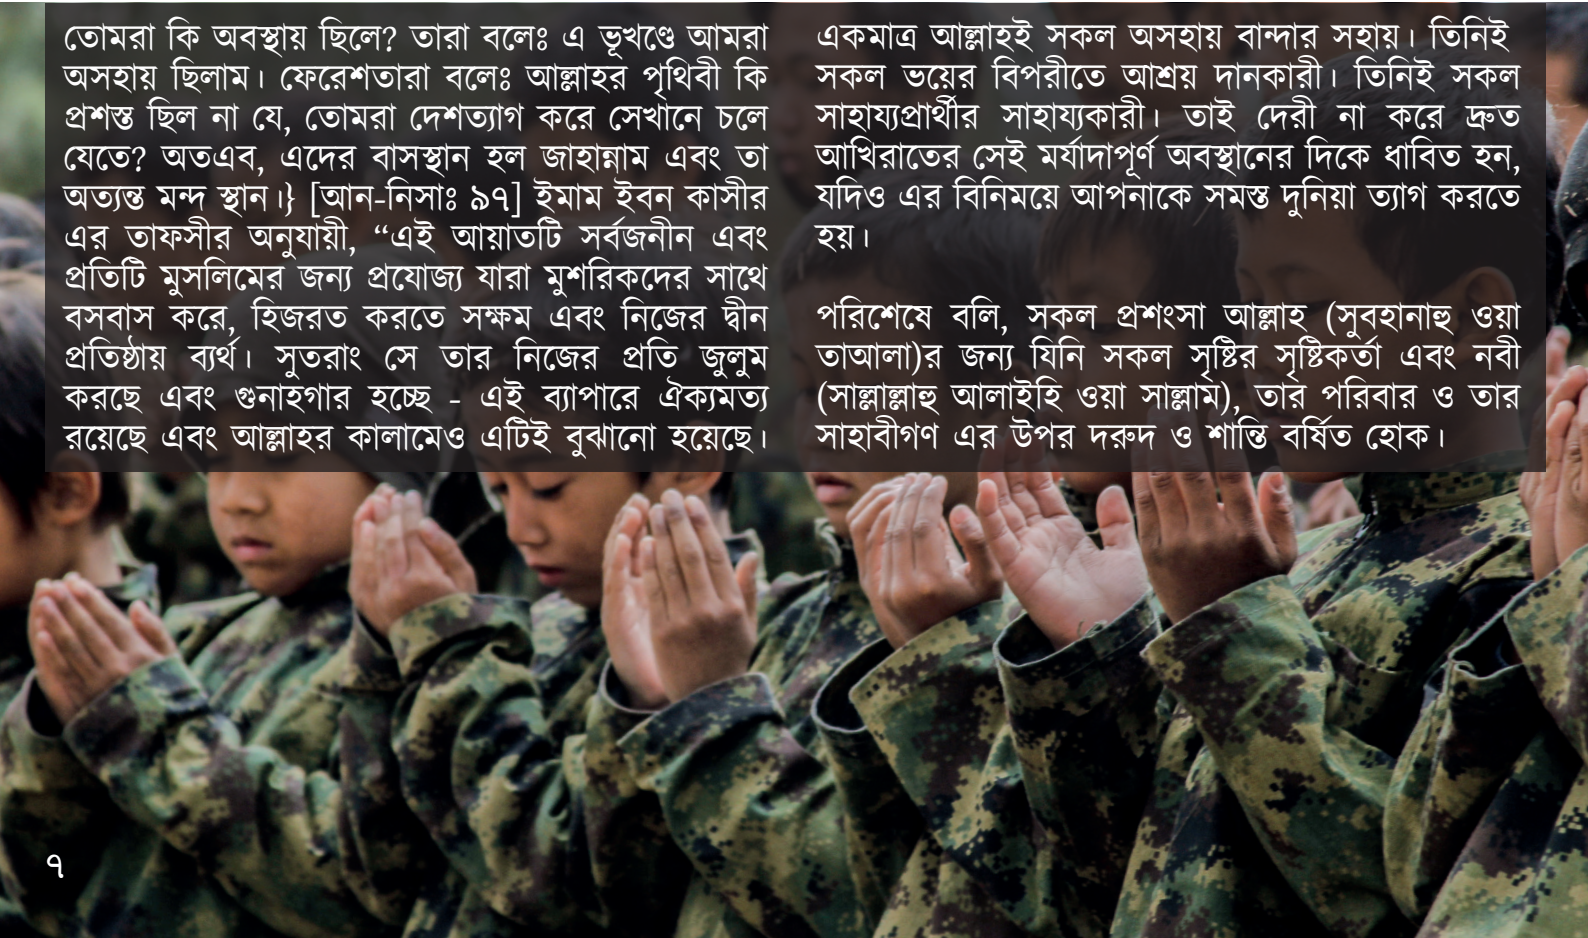 তোমরা কি অবস্থায় ছিলে? তারা বলেঃ এ ভূখণ্ডে আমরা
অসহায় ছিলাম। ফেরেশতারা বলেঃ আল্লাহর পৃথিবী কি
প্রশস্ত ছিল না যে, তোমরা দেশত্যাগ করে সেখানে চলে
যেতে? অতএব, এদের বাসস্থান হল জাহান্নাম এবং তা
অত্যন্ত মন্দ স্থান।} [আন-নিসাঃ ৯৭] ইমাম ইবন কাসীর
এর তাফসীর অনুযায়ী, “এই আয়াতটি সর্বজনীন এবং
প্রতিটি মুসলিমের জন্য প্রযোজ্য যারা মুশরিকদের সাথে
বসবাস করে, হিজরত করতে সক্ষম এবং নিজের দ্বীন
প্রতিষ্ঠায় ব্যর্থ। সুতরাং সে তার নিজের প্রতি জুলুম
করছে এবং গুনাহগার হচ্ছে - এই ব্যাপারে ঐক্যমত্য
রয়েছে এবং আল্লাহর কালামেও এটিই বুঝানো হয়েছে।
একমাত্র আল্লাহই সকল অসহায় বান্দার সহায়। তিনিই
সকল ভয়ের বিপরীতে আশ্রয় দানকারী। তিনিই সকল
সাহায্যপ্রার্থীর সাহায্যকারী। তাই দেরী না করে দ্রুত
আখিরাতের সেই মর্যাদাপূর্ণ অবস্থানের দিকে ধাবিত হন,
যদিও এর বিনিময়ে আপনাকে সমস্ত দুনিয়া ত্যাগ করতে
হয়।
পরিশেষে বলি, সকল প্রশংসা আল্লাহ (সুবহানাহু ওয়া
তাআলা)র জন্য যিনি সকল সৃষ্টির সৃষ্টিকর্তা এবং নবী
(সাল্লাল্লাহু আলাইহি ওয়া সাল্লাম), তার পরিবার ও তার
সাহাবীগণ এর উপর দরুদ ও শান্তি বর্ষিত হোক।
৭